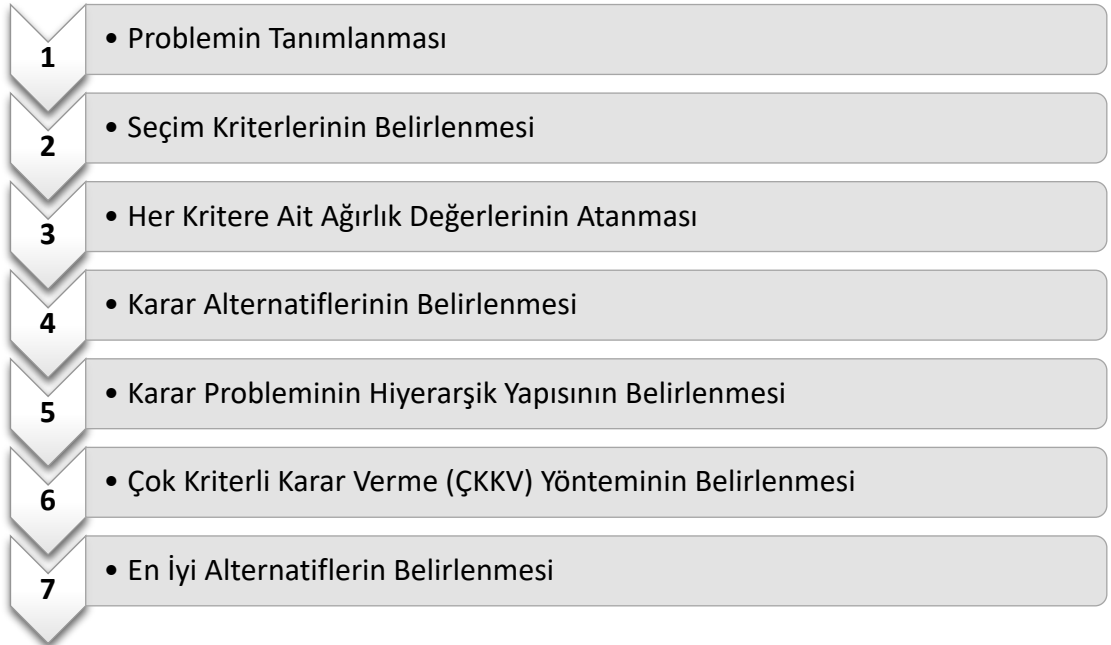 1 • Problemin Tanımlanması
2 • Seçim Kriterlerinin Belirlenmesi
3 • Her Kritere Ait Ağırlık Değerlerinin Atanması
4 • Karar Alternatiflerinin Belirlenmesi
5 • Karar Probleminin Hiyerarşik Yapısının Belirlenmesi
6 • Çok Kriterli Karar Verme (ÇKKV) Yönteminin Belirlenmesi
7 • En İyi Alternatiflerin Belirlenmesi